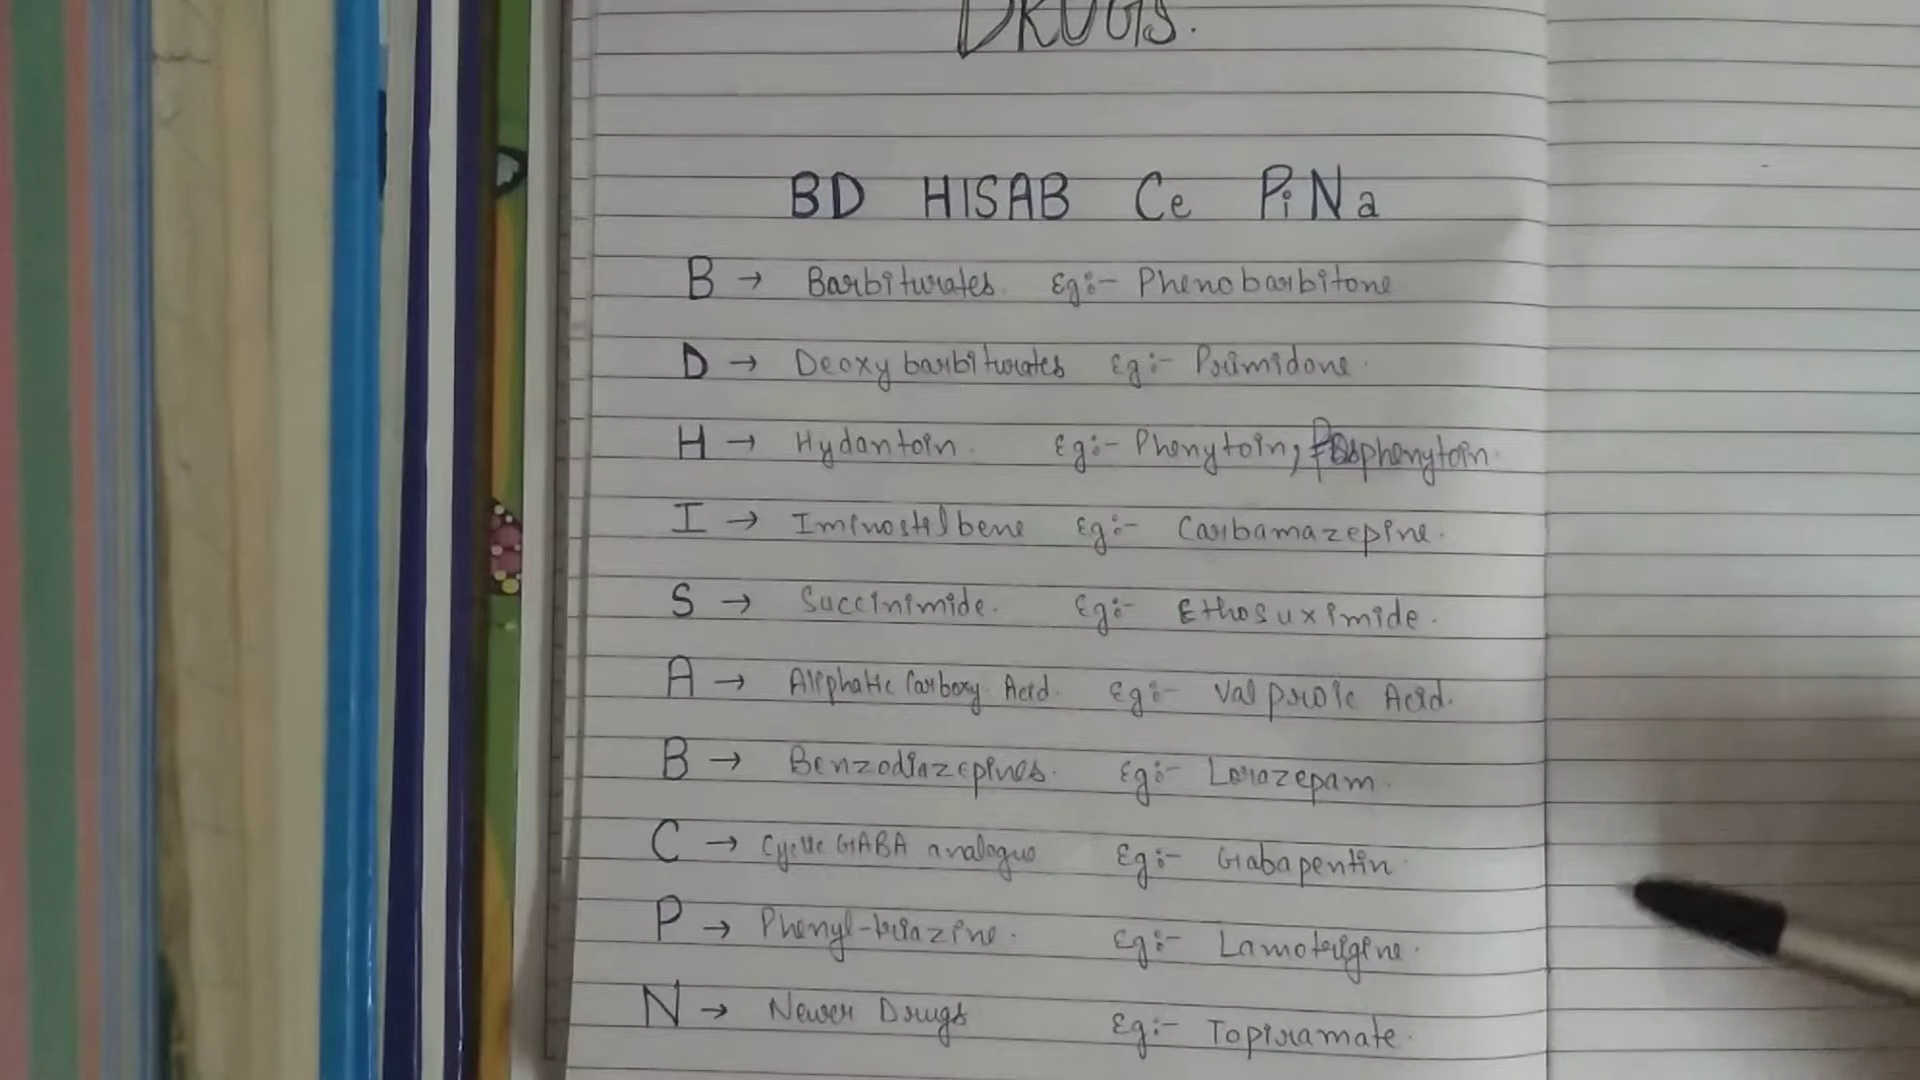 DRUGS.
BD HISAB Ce PiNa
B → Barbiturates. Eg:- Phenobarbitone
D → Deoxy barbiturates Eg:- Primidone.
H → Hydantoin. Eg:- Phenytoin, Fosphenytoin.
I → Iminostilbene Eg:- Carbamazepine.
S → Succinimide. Eg:- Ethosuximide.
A → Aliphatic Carboxy. Acid. Eg:- Valproic Acid.
B → Benzodiazepines. Eg:- Lorazepam.
C → Cyclic GABA analogue Eg:- Gabapentin.
P → Phenyl-triazine. Eg:- Lamotrigine.
N → Newer Drugs Eg:- Topiramate.